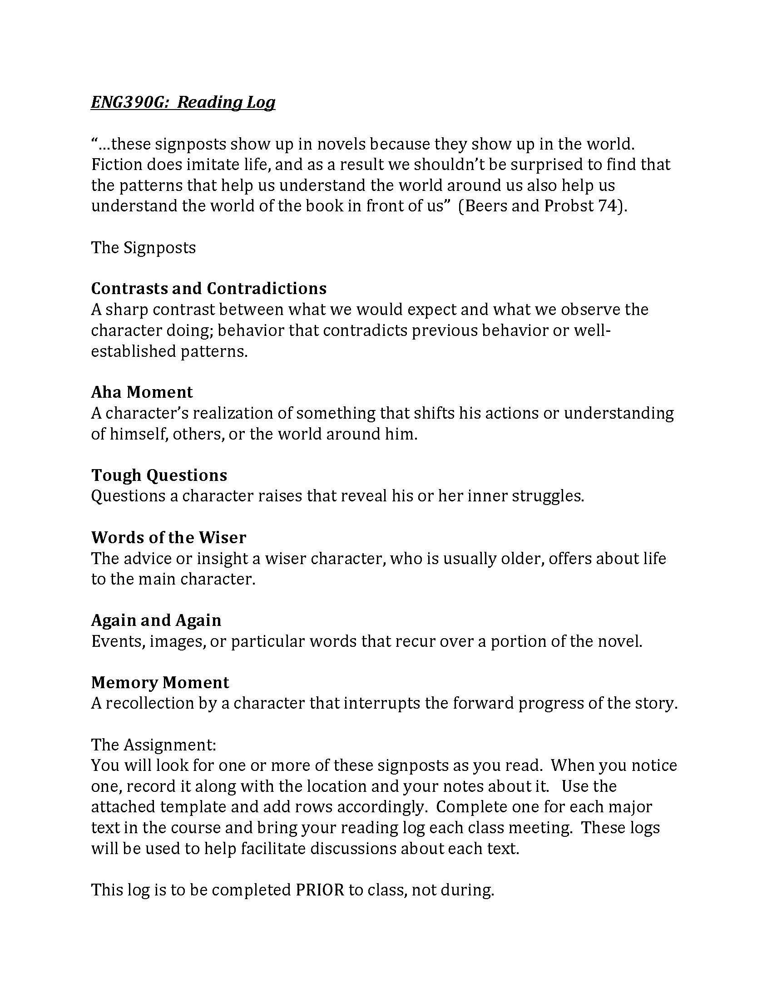 ENG390G:  Reading Log
“…these signposts show up in novels because they show up in the world.
Fiction does imitate life, and as a result we shouldn’t be surprised to find that
the patterns that help us understand the world around us also help us
understand the world of the book in front of us”  (Beers and Probst 74).
The Signposts
Contrasts and Contradictions
A sharp contrast between what we would expect and what we observe the
character doing; behavior that contradicts previous behavior or well-
established patterns.
Aha Moment
A character’s realization of something that shifts his actions or understanding
of himself, others, or the world around him.
Tough Questions
Questions a character raises that reveal his or her inner struggles.
Words of the Wiser
The advice or insight a wiser character, who is usually older, offers about life
to the main character.
Again and Again
Events, images, or particular words that recur over a portion of the novel.
Memory Moment
A recollection by a character that interrupts the forward progress of the story.
The Assignment:
You will look for one or more of these signposts as you read.  When you notice
one, record it along with the location and your notes about it.   Use the
attached template and add rows accordingly.  Complete one for each major
text in the course and bring your reading log each class meeting.  These logs
will be used to help facilitate discussions about each text.
This log is to be completed PRIOR to class, not during.